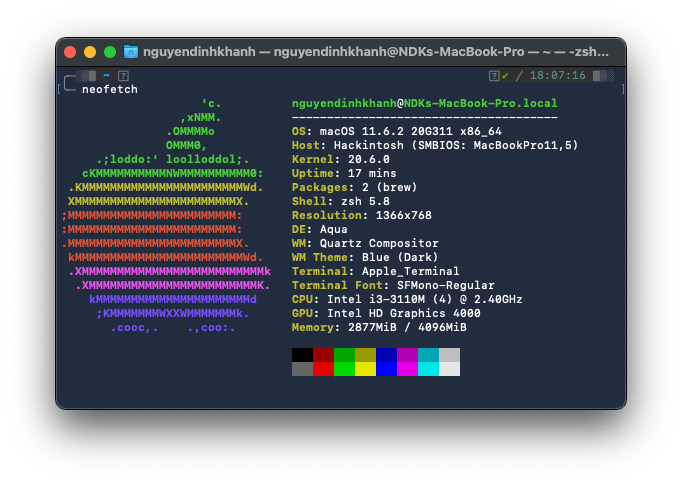 nguyendinhkhanh — nguyendinhkhanh@NDKs-MacBook-Pro — ~ — -zsh...
~ ✔ / 18:07:16
neofetch
'c.
,xNMM.
.OMMMMo
OMMM0,
.;loddo:' loolloddol;.
cKMMMMMMMMMMNWMMMMMMMMMM0:
.KMMMMMMMMMMMMMMMMMMMMMMMWd.
XMMMMMMMMMMMMMMMMMMMMMMMX.
;MMMMMMMMMMMMMMMMMMMMMMMM:
:MMMMMMMMMMMMMMMMMMMMMMMM:
.MMMMMMMMMMMMMMMMMMMMMMMMX.
kMMMMMMMMMMMMMMMMMMMMMMMMWd.
.XMMMMMMMMMMMMMMMMMMMMMMMMMMk
.XMMMMMMMMMMMMMMMMMMMMMMMMK.
kMMMMMMMMMMMMMMMMMMMMMMd
;KMMMMMMMWXXWMMMMMMMk.
.cooc,. .,coo:.
nguyendinhkhanh@NDKs-MacBook-Pro.local
--------------------------------------
OS: macOS 11.6.2 20G311 x86_64
Host: Hackintosh (SMBIOS: MacBookPro11,5)
Kernel: 20.6.0
Uptime: 17 mins
Packages: 2 (brew)
Shell: zsh 5.8
Resolution: 1366x768
DE: Aqua
WM: Quartz Compositor
WM Theme: Blue (Dark)
Terminal: Apple_Terminal
Terminal Font: SFMono-Regular
CPU: Intel i3-3110M (4) @ 2.40GHz
GPU: Intel HD Graphics 4000
Memory: 2877MiB / 4096MiB